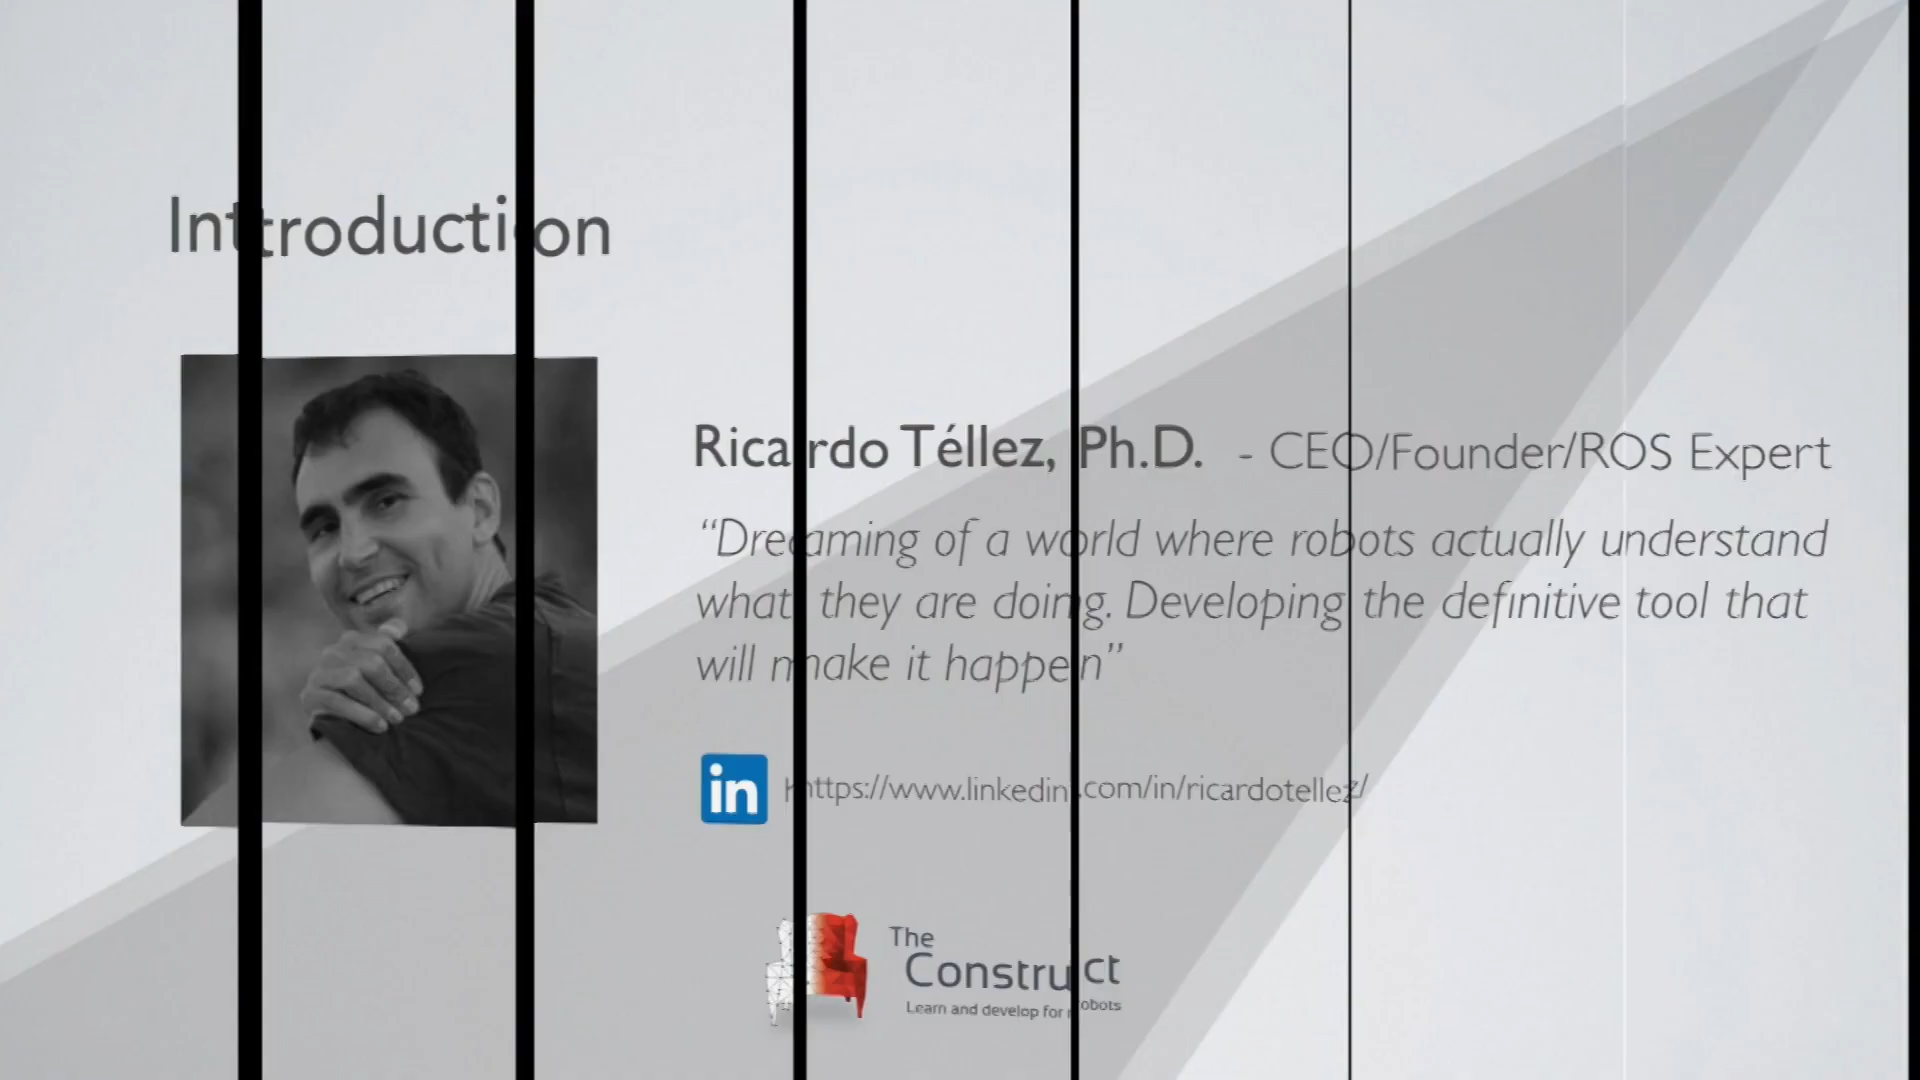 Introduction
Ricardo Téllez, Ph.D. - CEO/Founder/ROS Expert
“Dreaming of a world where robots actually understand
what they are doing. Developing the definitive tool that
will make it happen”
in https://www.linkedin.com/in/ricardotellez/
The
Construct
Learn and develop for robots